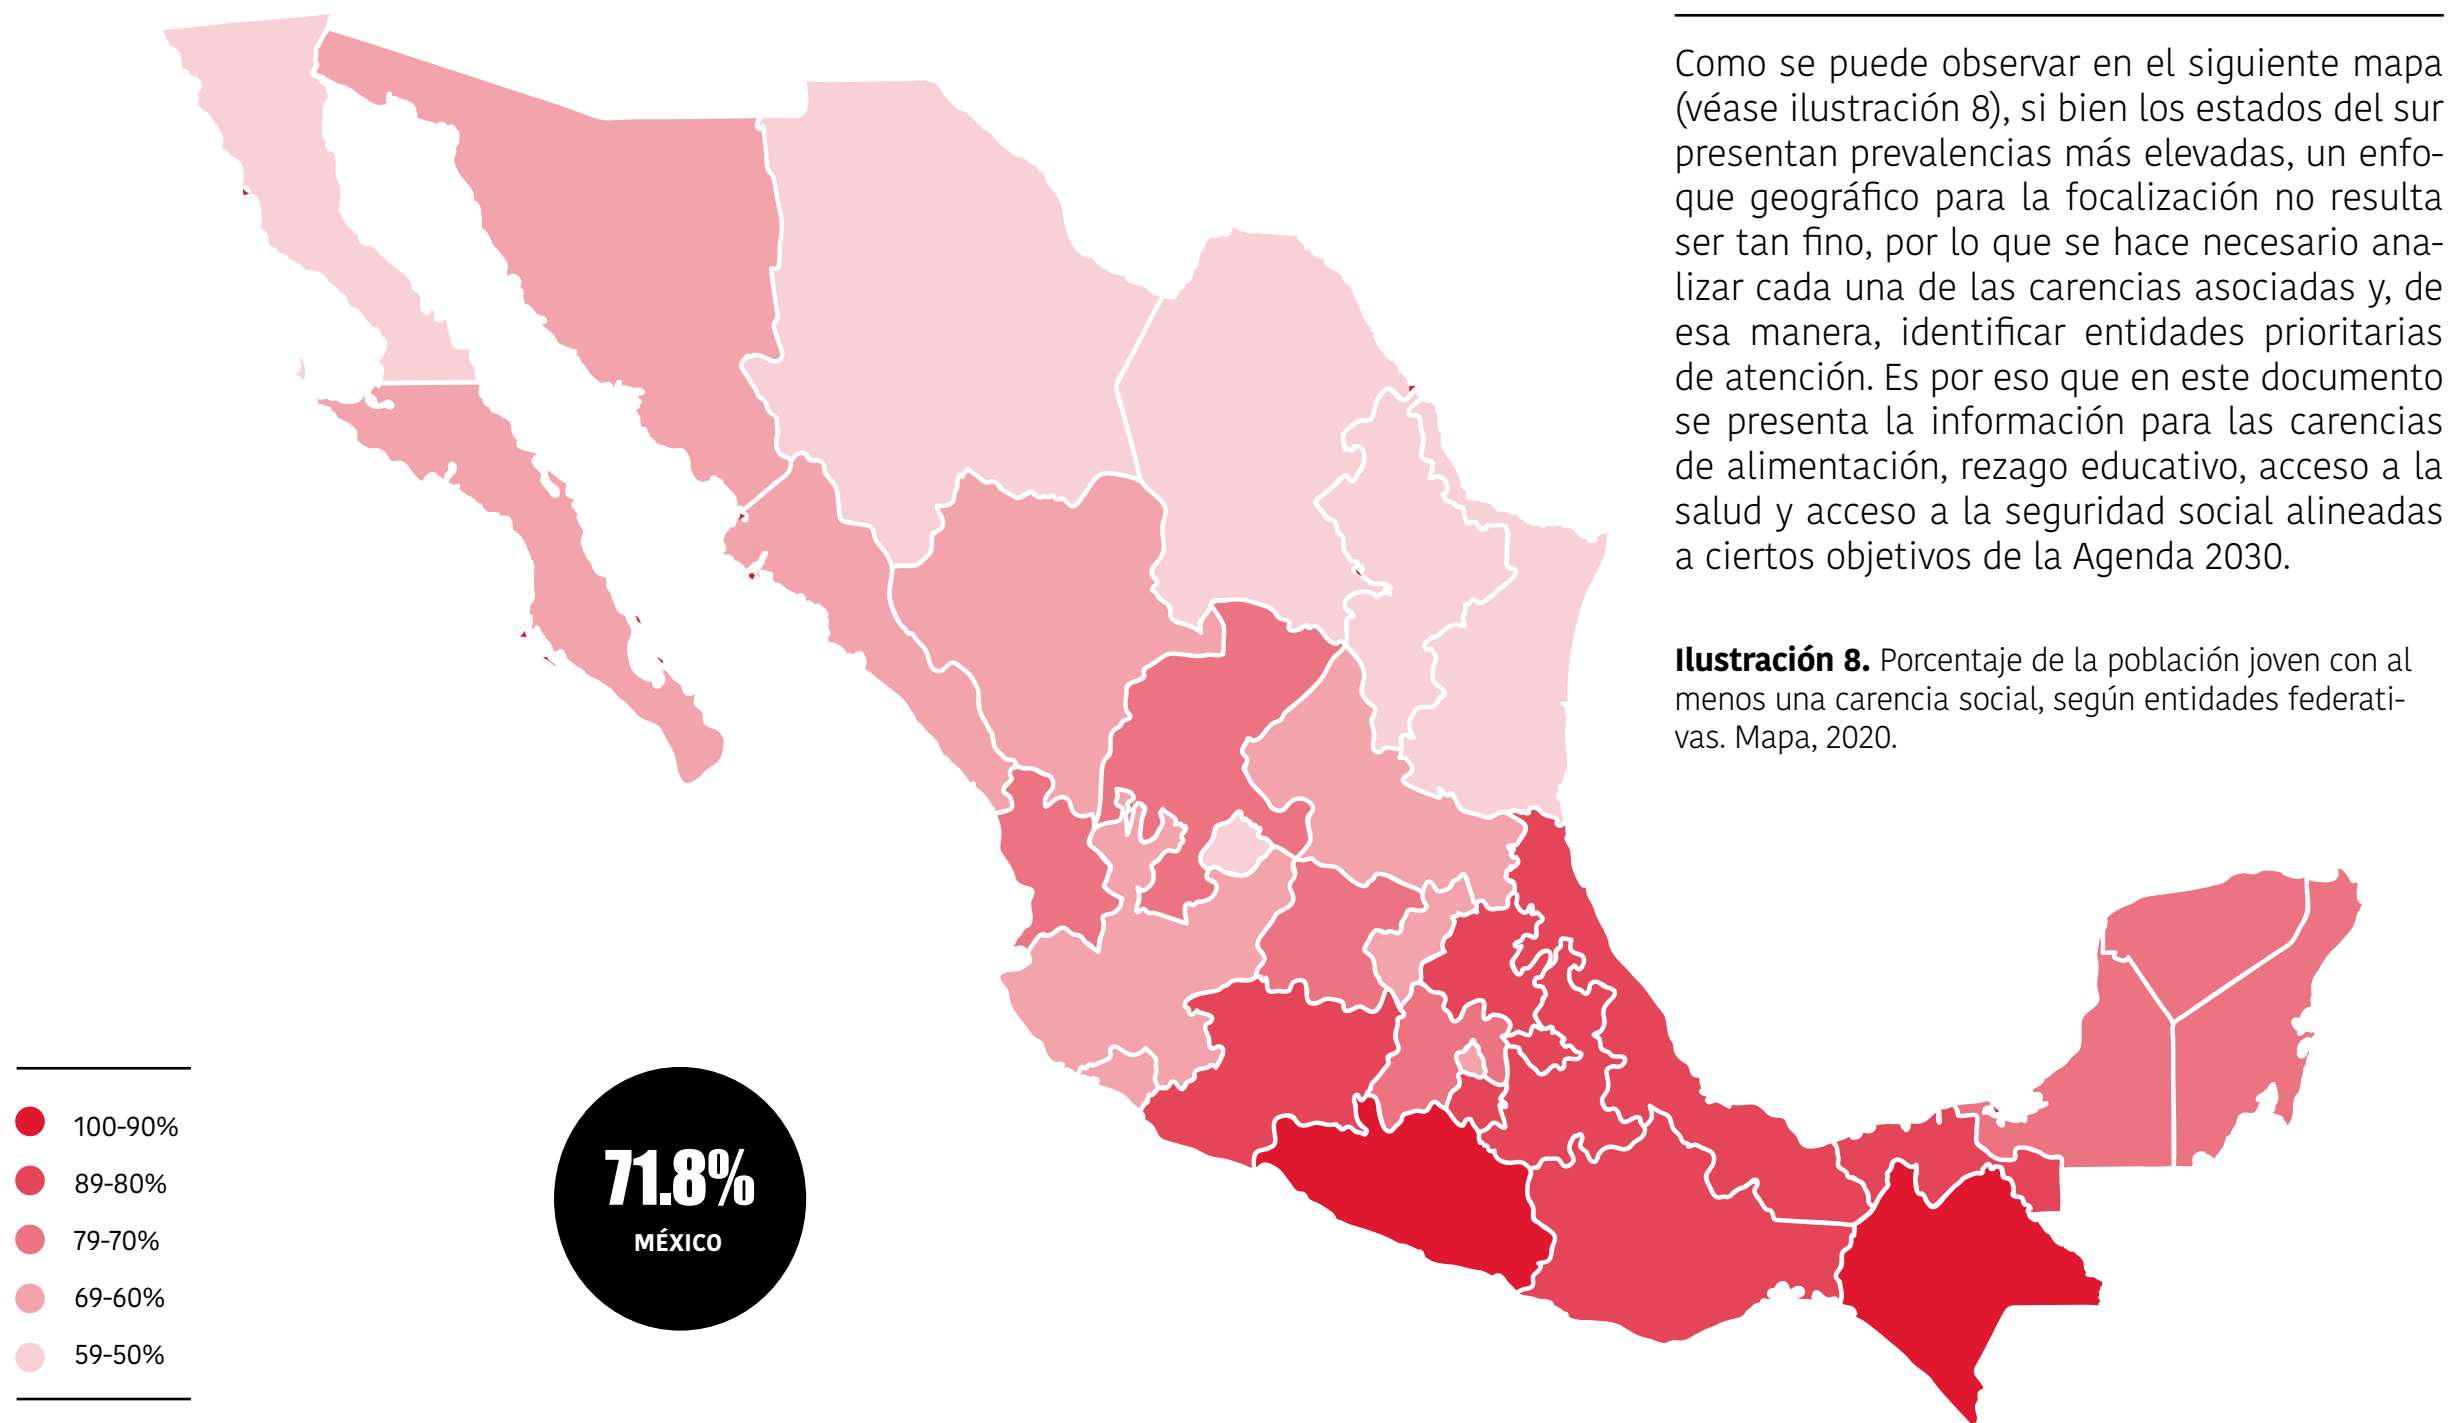 Como se puede observar en el siguiente mapa
(véase ilustración 8), si bien los estados del sur
presentan prevalencias más elevadas, un enfo-
que geográfico para la focalización no resulta
ser tan fino, por lo que se hace necesario ana-
lizar cada una de las carencias asociadas y, de
esa manera, identificar entidades prioritarias
de atención. Es por eso que en este documento
se presenta la información para las carencias
de alimentación, rezago educativo, acceso a la
salud y acceso a la seguridad social alineadas
a ciertos objetivos de la Agenda 2030.
Ilustración 8. Porcentaje de la población joven con al
menos una carencia social, según entidades federati-
vas. Mapa, 2020.
100-90%
89-80%
79-70%
69-60%
59-50%
71.8%
MÉXICO